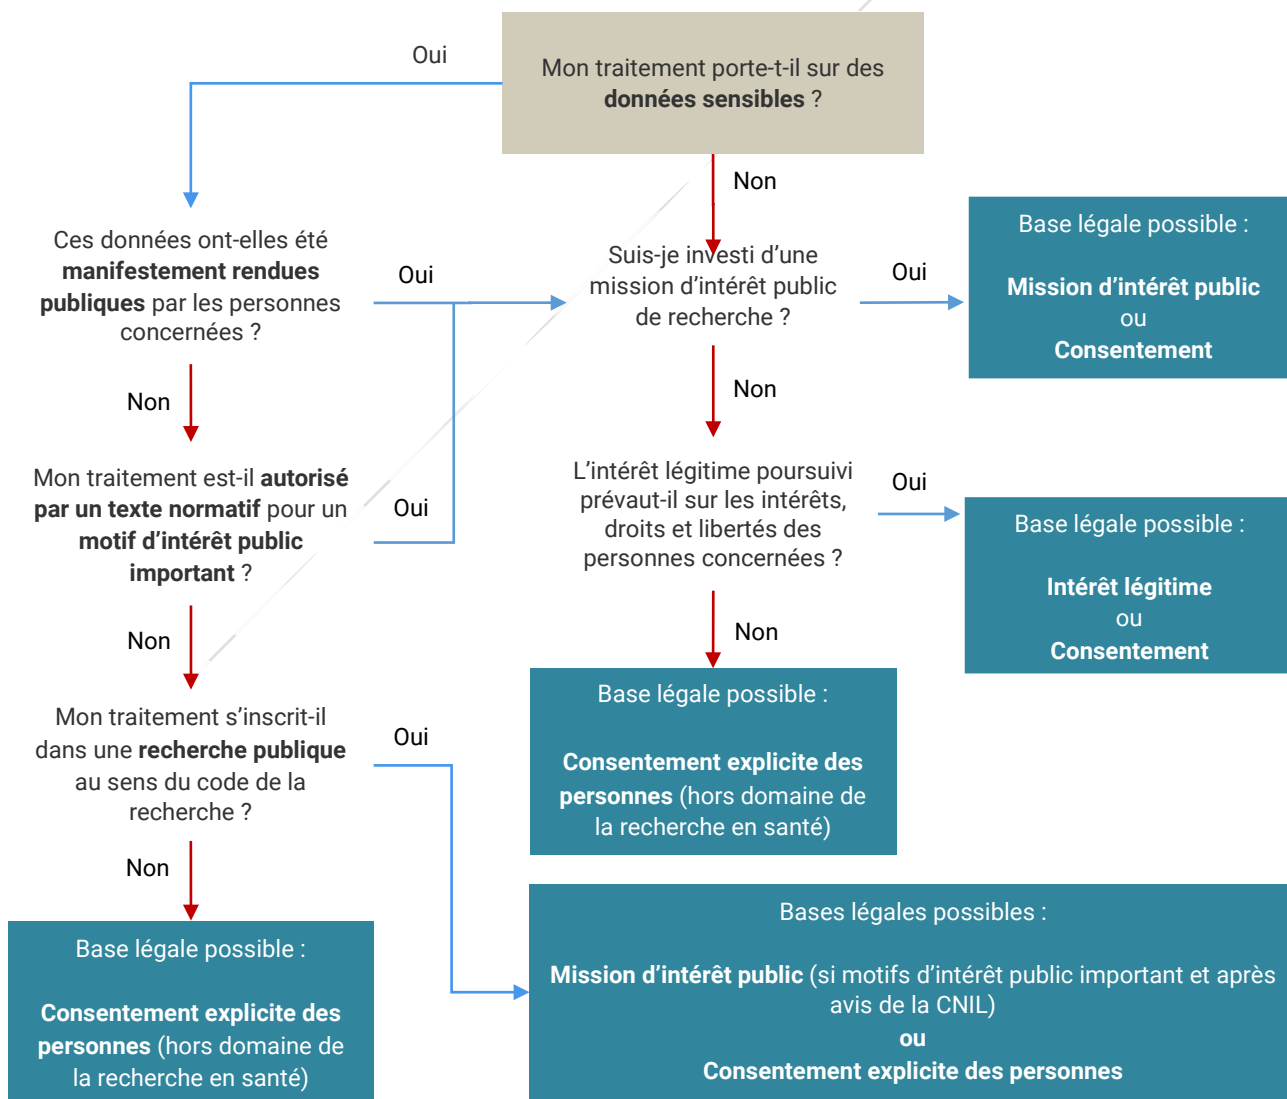 Oui
Mon traitement porte-t-il sur des
données sensibles ?
Non
Ces données ont-elles été
manifestement rendues
publiques par les personnes
concernées ?
Oui
Suis-je investi d’une
mission d’intérêt public
de recherche ?
Oui
Base légale possible :
Mission d’intérêt public
ou
Consentement
Non
Non
Mon traitement est-il autorisé
par un texte normatif pour un
motif d’intérêt public
important ?
Oui
L’intérêt légitime poursuivi
prévaut-il sur les intérêts,
droits et libertés des
personnes concernées ?
Oui
Base légale possible :
Intérêt légitime
ou
Consentement
Non
Non
Mon traitement s’inscrit-il
dans une recherche publique
au sens du code de la
recherche ?
Oui
Base légale possible :
Consentement explicite des
personnes (hors domaine de
la recherche en santé)
Non
Base légale possible :
Consentement explicite des
personnes (hors domaine de
la recherche en santé)
Bases légales possibles :
Mission d’intérêt public (si motifs d’intérêt public important et après
avis de la CNIL)
ou
Consentement explicite des personnes